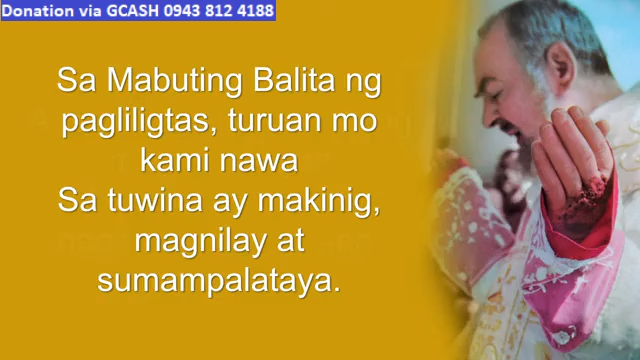 Donation via GCASH 0943 812 4188
Sa Mabuting Balita ng
pagliligtas, turuan mo
kami nawa
Sa tuwina ay makinig,
magnilay at
sumampalataya.